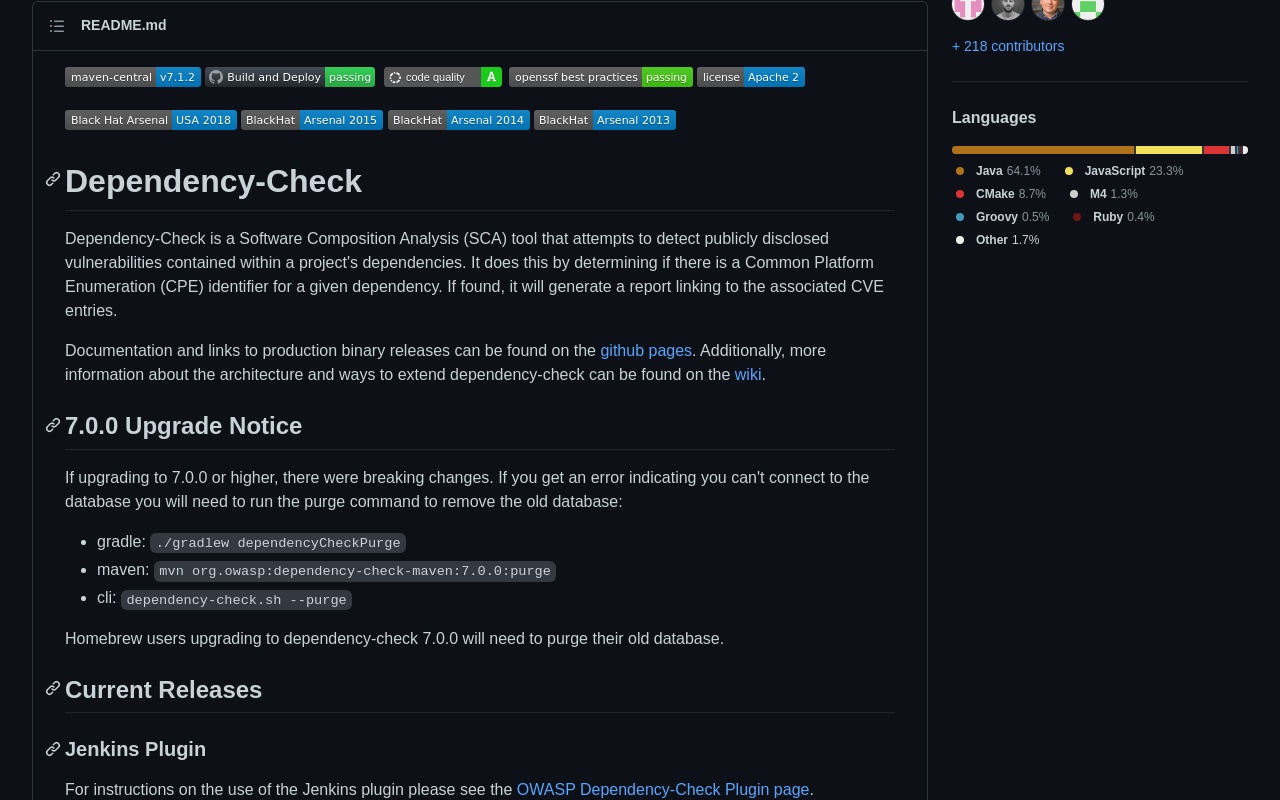 README.md
maven-central v7.1.2 Build and Deploy passing code quality A openssf best practices passing license Apache 2
Black Hat Arsenal USA 2018 BlackHat Arsenal 2015 BlackHat Arsenal 2014 BlackHat Arsenal 2013
Dependency-Check
Dependency-Check is a Software Composition Analysis (SCA) tool that attempts to detect publicly disclosed
vulnerabilities contained within a project's dependencies. It does this by determining if there is a Common Platform
Enumeration (CPE) identifier for a given dependency. If found, it will generate a report linking to the associated CVE
entries.
Documentation and links to production binary releases can be found on the github pages. Additionally, more
information about the architecture and ways to extend dependency-check can be found on the wiki.
7.0.0 Upgrade Notice
If upgrading to 7.0.0 or higher, there were breaking changes. If you get an error indicating you can't connect to the
database you will need to run the purge command to remove the old database:
• gradle: ./gradlew dependencyCheckPurge
• maven: mvn org.owasp:dependency-check-maven:7.0.0:purge
• cli: dependency-check.sh --purge
Homebrew users upgrading to dependency-check 7.0.0 will need to purge their old database.
Current Releases
Jenkins Plugin
For instructions on the use of the Jenkins plugin please see the OWASP Dependency-Check Plugin page.
+ 218 contributors
Languages
Java 64.1% JavaScript 23.3%
CMake 8.7% M4 1.3%
Groovy 0.5% Ruby 0.4%
Other 1.7%